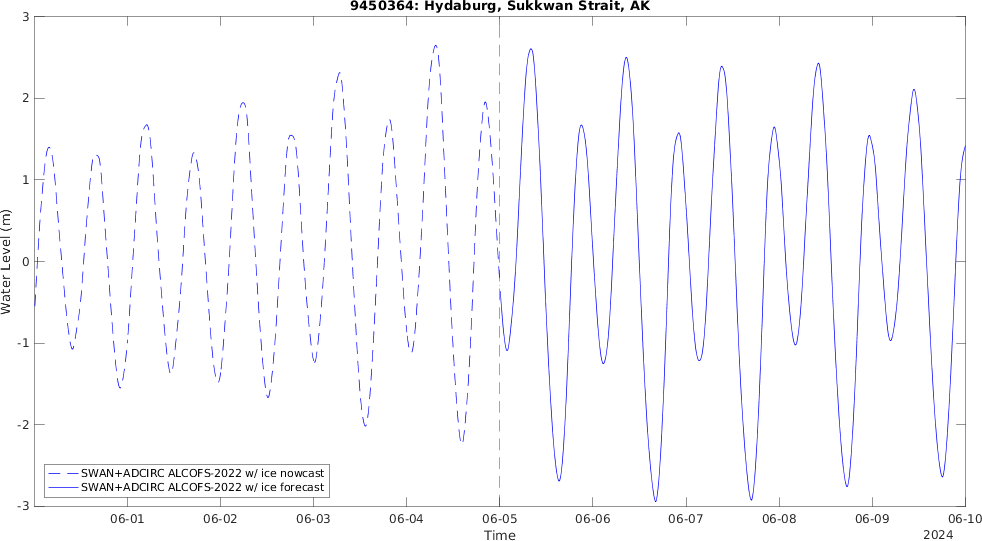 9450364: Hydaburg, Sukkwan Strait, AK
Water Level (m)
3
2
1
0
-1
-2
-3
SWAN+ADCIRC ALCOFS-2022 w/ ice nowcast
SWAN+ADCIRC ALCOFS-2022 w/ ice forecast
06-01 06-02 06-03 06-04 06-05 06-06 06-07 06-08 06-09 06-10
Time
2024